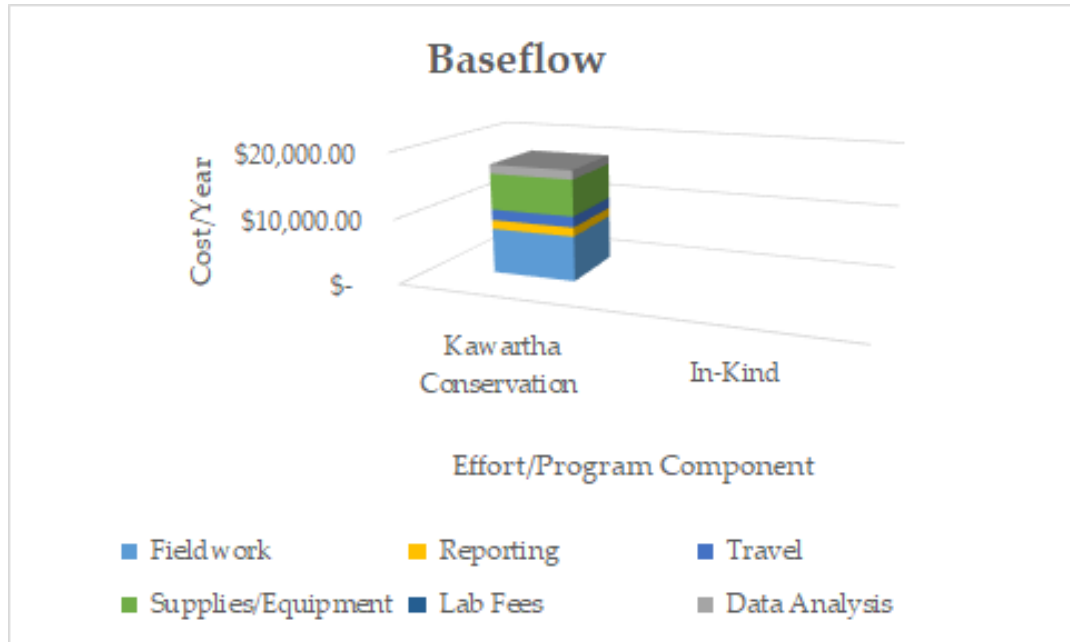 Baseflow
$20,000.00
$10,000.00
$-
Cost/Year
Kawartha
Conservation
In-Kind
Effort/Program Component
Fieldwork
Reporting
Travel
Supplies/Equipment
Lab Fees
Data Analysis